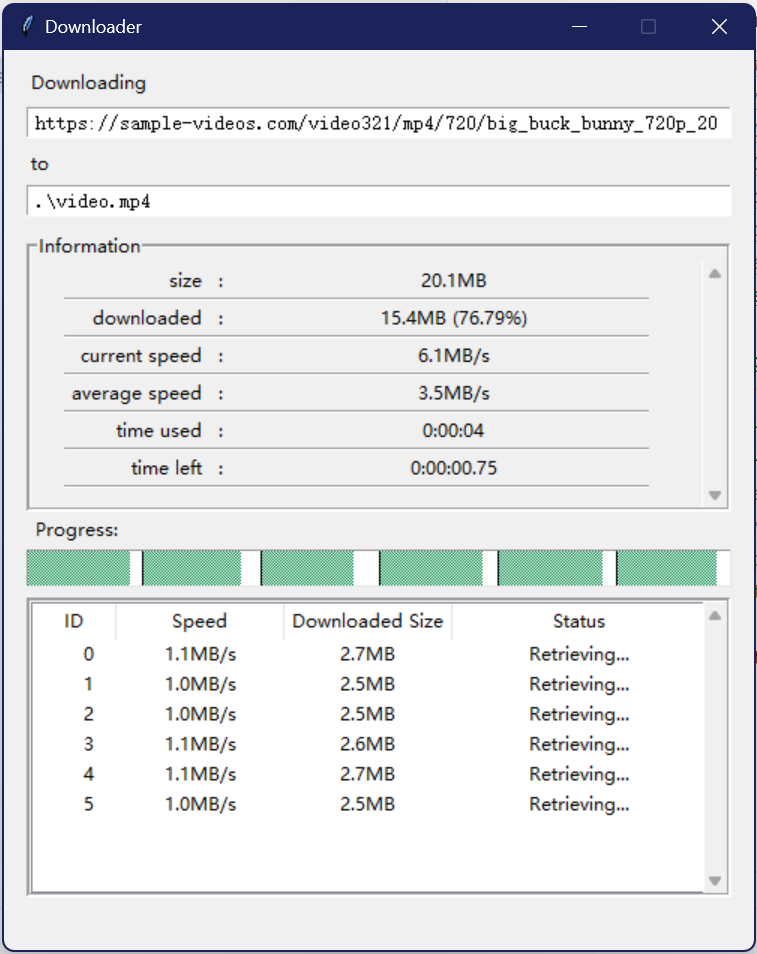 Downloader
Downloading
https://sample-videos.com/video321/mp4/720/big_buck_bunny_720p_20
to
.\video.mp4
Information
size : 20.1MB
downloaded : 15.4MB (76.79%)
current speed : 6.1MB/s
average speed : 3.5MB/s
time used : 0:00:04
time left : 0:00:00.75
Progress:
ID Speed Downloaded Size Status
0 1.1MB/s 2.7MB Retrieving...
1 1.0MB/s 2.5MB Retrieving...
2 1.0MB/s 2.5MB Retrieving...
3 1.1MB/s 2.6MB Retrieving...
4 1.1MB/s 2.7MB Retrieving...
5 1.0MB/s 2.5MB Retrieving...